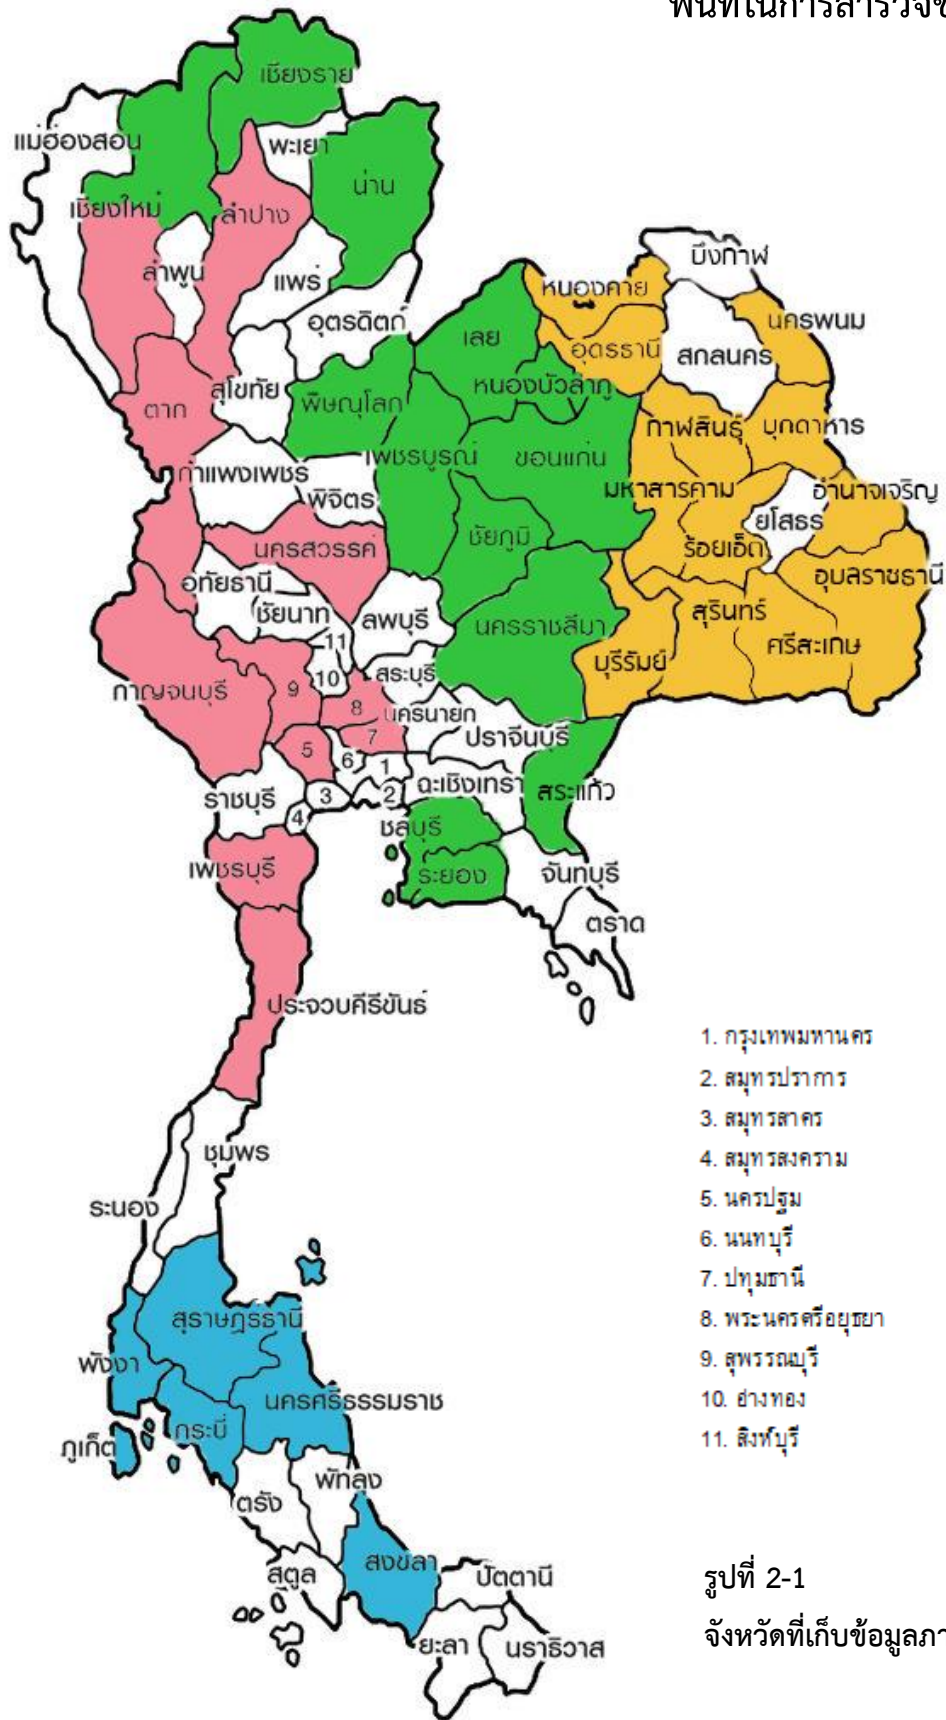 พื้นที่ในการสำรวจข
เชียงราย
แม่ฮ่องสอน
พะเยา
น่าน
เชียงใหม่
ลำปาง
ลำพูน
แพร่
บึงกาฬ
หนองคาย
อุตรดิตถ์
นครพนม
เลย
อุดรธานี
สกลนคร
สุโขทัย
หนองบัวลำภู
ตาก
พิษณุโลก
กาฬสินธุ์
มุกดาหาร
เพชรบูรณ์
ขอนแก่น
กำแพงเพชร
พิจิตร
มหาสารคาม
อำนาจเจริญ
ยโสธร
นครสวรรค์
ชัยภูมิ
ร้อยเอ็ด
อุทัยธานี
อุบลราชธานี
ชัยนาท
ลพบุรี
นครราชสีมา
สุรินทร์
11
ศรีสะเกษ
บุรีรัมย์
สระบุรี
10
กาญจนบุรี
9
8
นครนายก
7
ปราจีนบุรี
5
6
1
ฉะเชิงเทรา
สระแก้ว
ราชบุรี
3
2
4
ชลบุรี
เพชรบุรี
ระยอง
จันทบุรี
ตราด
ประจวบคีรีขันธ์
1. กรุงเทพมหานคร
2. สมุทรปราการ
3. สมุทรสาคร
4. สมุทรสงคราม
5. นครปฐม
6. นนทบุรี
7. ปทุมธานี
8. พระนครศรีอยุธยา
9. สุพรรณบุรี
10. อ่างทอง
11. สิงห์บุรี
ชุมพร
ระนอง
สุราษฎร์ธานี
พังงา
นครศรีธรรมราช
กระบี่
ภูเก็ต
พัทลุง
ตรัง
สงขลา
สตูล
ปัตตานี
ยะลา
นราธิวาส
รูปที่ 2-1
จังหวัดที่เก็บข้อมูลภา